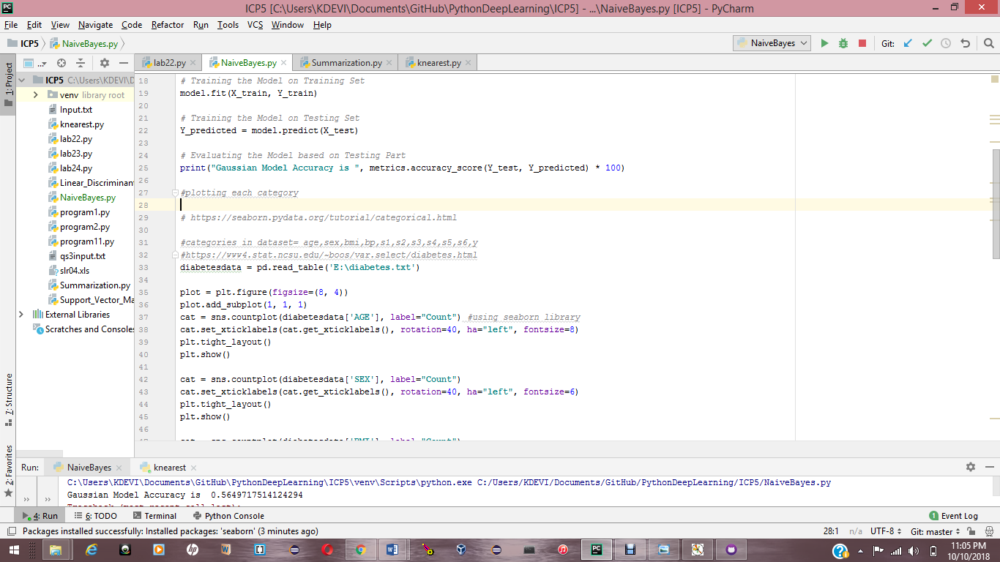 ICP5 [C:\Users\KDEVI\Documents\GitHub\PythonDeepLearning\ICP5] - ...\NaiveBayes.py [ICP5] - PyCharm
File Edit View Navigate Code Refactor Run Tools VCS Window Help
ICP5 NaiveBayes.py
NaiveBayes Git:
lab22.py NaiveBayes.py Summarization.py knearest.py
1: Project
ICP5 C:\Users\KDEVI\D
venv library root
Input.txt
knearest.py
lab22.py
lab23.py
lab24.py
Linear_Discriminan
NaiveBayes.py
program1.py
program2.py
program11.py
qs3input.txt
slr04.xls
Summarization.py
Support_Vector_Ma
External Libraries
Scratches and Consoles
7: Structure
2: Favorites
18 # Training the Model on Training Set
19 model.fit(X_train, Y_train)
20
21 # Training the Model on Testing Set
22 Y_predicted = model.predict(X_test)
23
24 # Evaluating the Model based on Testing Part
25 print("Gaussian Model Accuracy is ", metrics.accuracy_score(Y_test, Y_predicted) * 100)
26
27 #plotting each category
28
29 # https://seaborn.pydata.org/tutorial/categorical.html
30
31 #categories in dataset= age,sex,bmi,bp,s1,s2,s3,s4,s5,s6,y
32 #https://www4.stat.ncsu.edu/~boos/var.select/diabetes.html
33 diabetesdata = pd.read_table('E:\diabetes.txt')
34
35 plot = plt.figure(figsize=(8, 4))
36 plot.add_subplot(1, 1, 1)
37 cat = sns.countplot(diabetesdata['AGE'], label="Count") #using seaborn library
38 cat.set_xticklabels(cat.get_xticklabels(), rotation=40, ha="left", fontsize=8)
39 plt.tight_layout()
40 plt.show()
41
42 cat = sns.countplot(diabetesdata['SEX'], label="Count")
43 cat.set_xticklabels(cat.get_xticklabels(), rotation=40, ha="left", fontsize=6)
44 plt.tight_layout()
45 plt.show()
46
47 cat = sns.countplot(diabetesdata['BMI'], label="Count")
Run: NaiveBayes knearest
C:\Users\KDEVI\Documents\GitHub\PythonDeepLearning\ICP5\venv\Scripts\python.exe C:/Users/KDEVI/Documents/GitHub/PythonDeepLearning/ICP5/NaiveBayes.py
Gaussian Model Accuracy is  0.5649717514124294
Traceback (most recent call last):
4: Run 6: TODO Terminal Python Console 1 Event Log
Packages installed successfully: Installed packages: 'seaborn' (3 minutes ago) 28:1 n/a UTF-8 Git: master
11:05 PM
10/10/2018